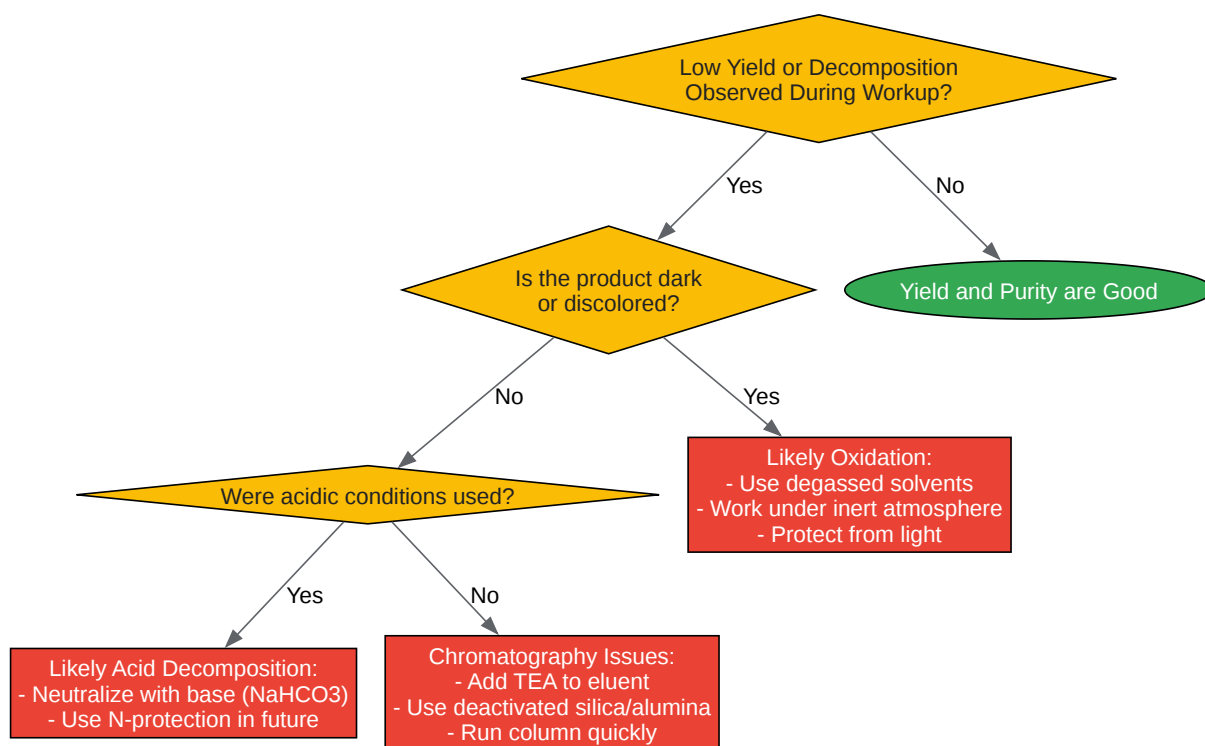 Low Yield or Decomposition
Observed During Workup?
Yes
No
Is the product dark
or discolored?
Yield and Purity are Good
No
Yes
Likely Oxidation:
- Use degassed solvents
- Work under inert atmosphere
- Protect from light
Were acidic conditions used?
Yes
No
Likely Acid Decomposition:
- Neutralize with base (NaHCO3)
- Use N-protection in future
Chromatography Issues:
- Add TEA to eluent
- Use deactivated silica/alumina
- Run column quickly